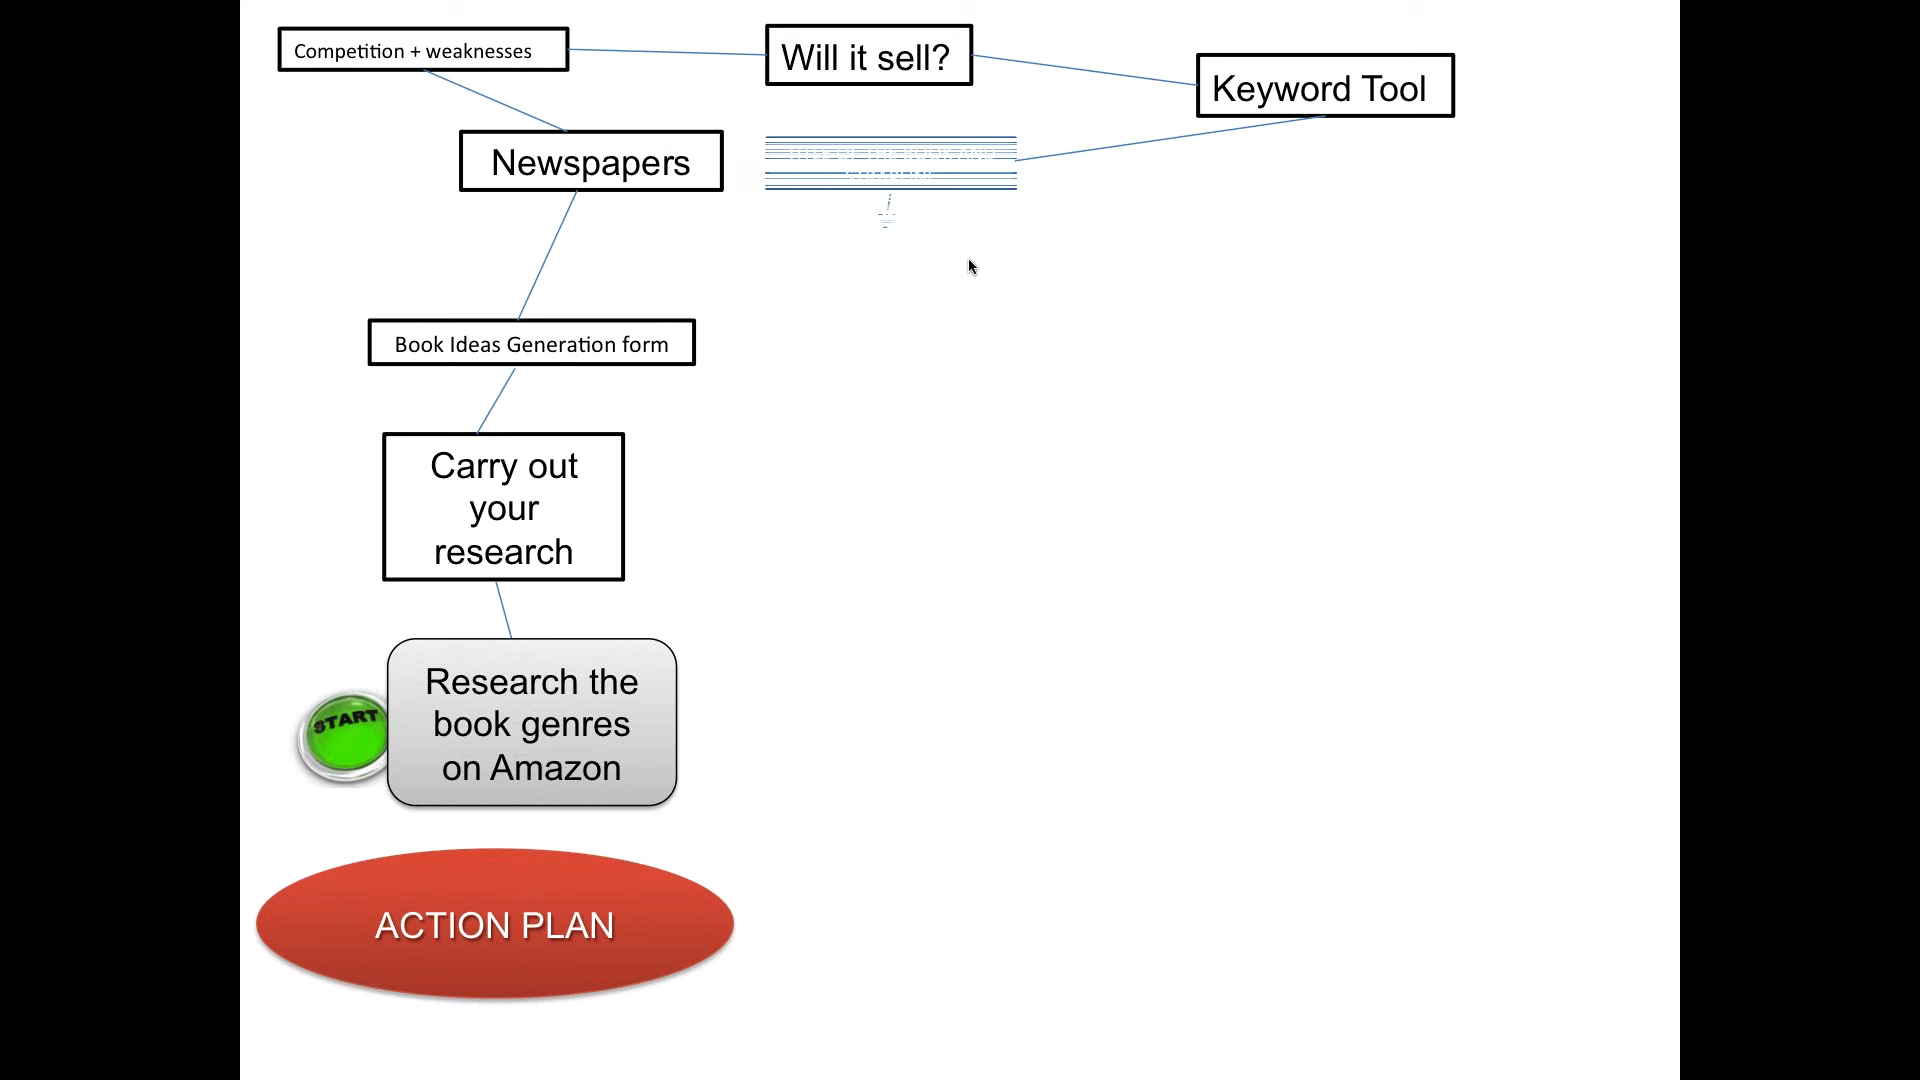 Competition + weaknesses
Will it sell?
Keyword Tool
Newspapers
Book Ideas Generation form
Carry out
your
research
Research the
book genres
on Amazon
START
ACTION PLAN